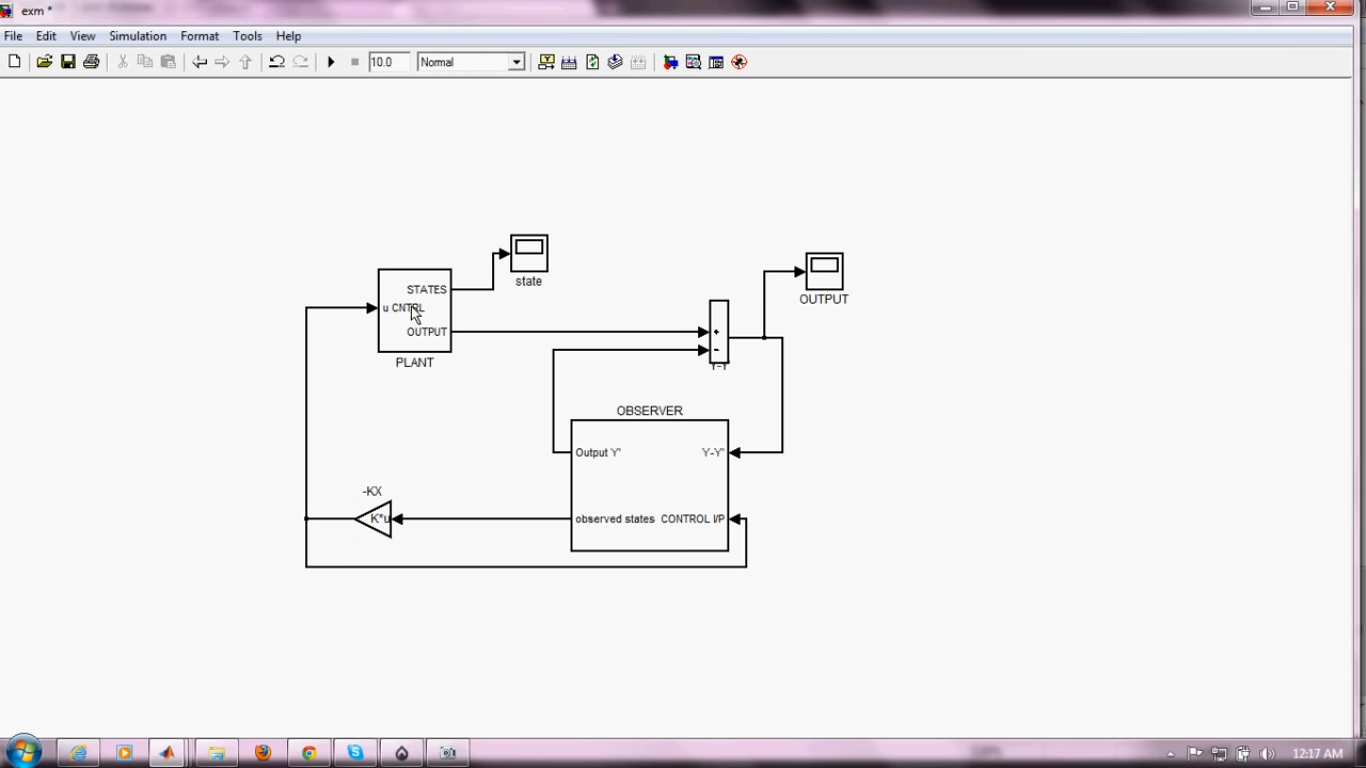 exm *
File Edit View Simulation Format Tools Help
10.0 Normal
state
OUTPUT
STATES
u CNTRL
OUTPUT
PLANT
+
-
OBSERVER
Output Y' Y-Y'
observed states CONTROL I/P
-KX
K*u
12:17 AM